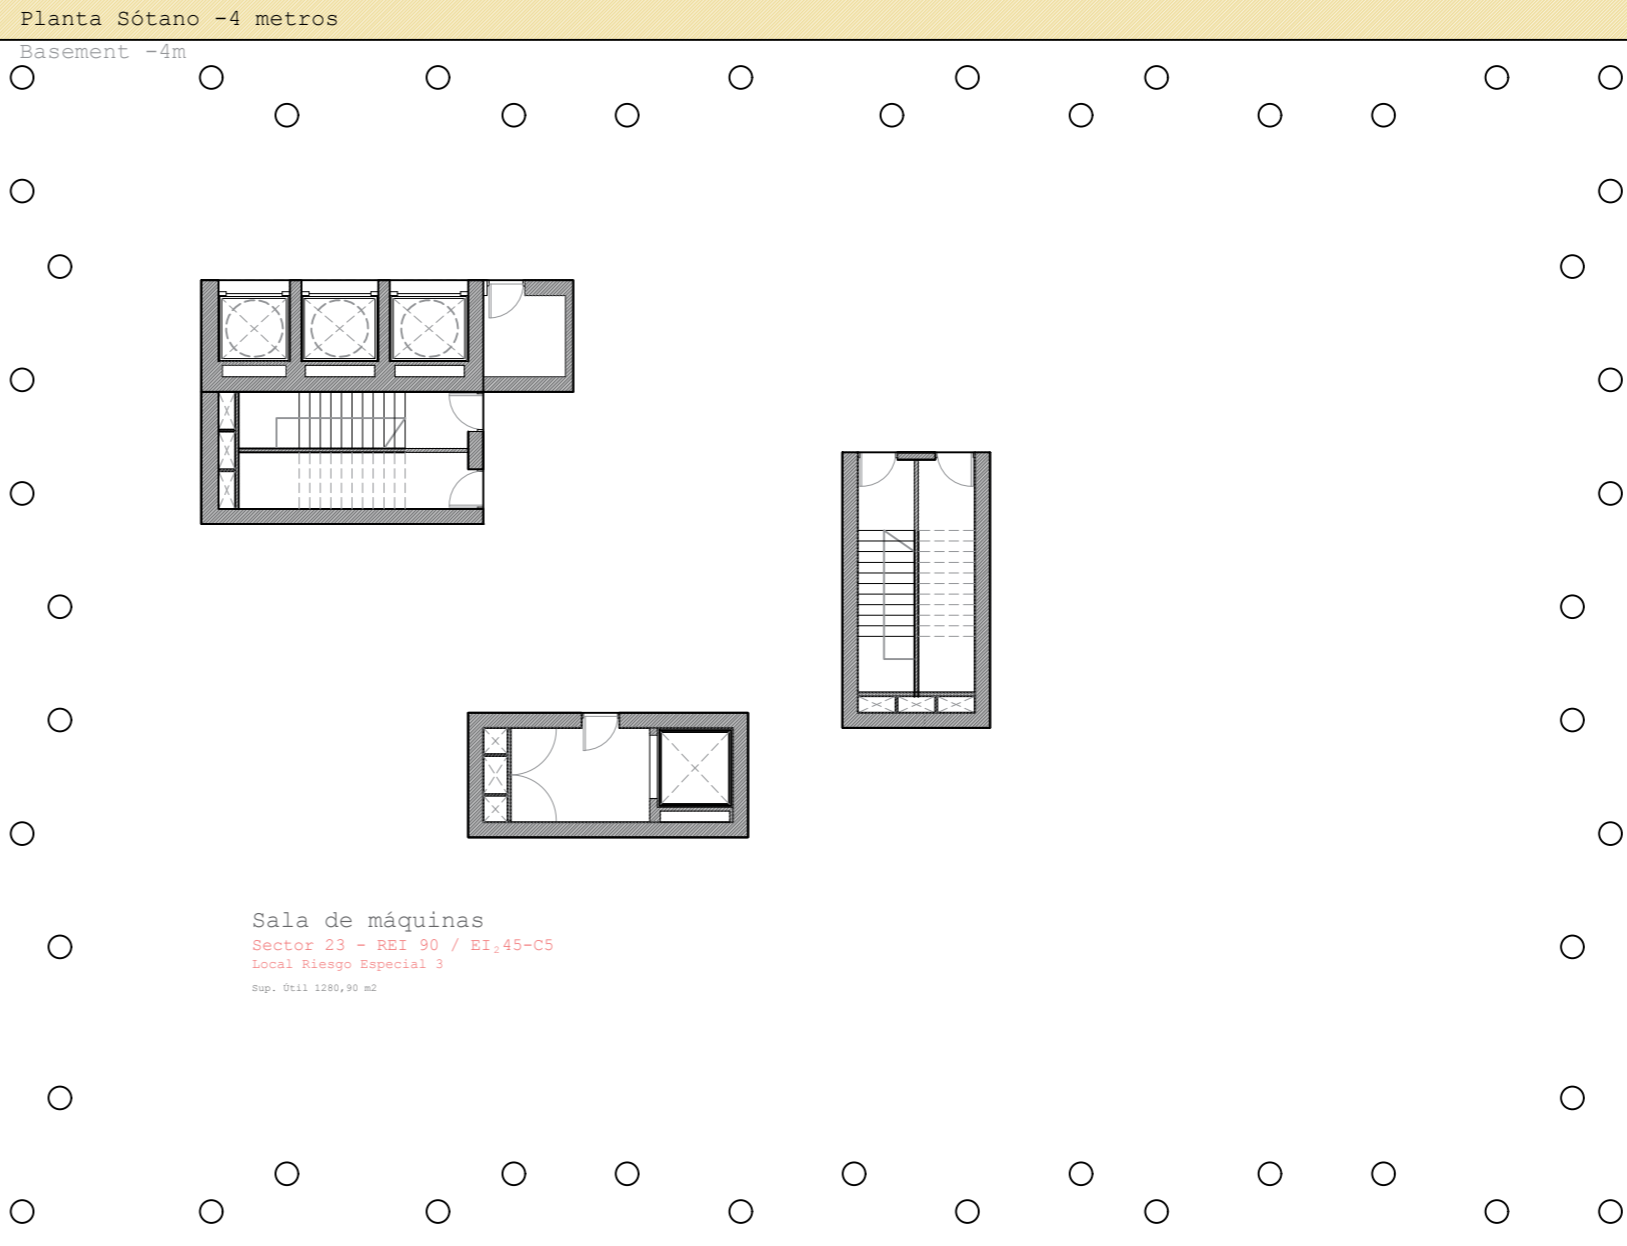 Planta Sótano -4 metros
Basement -4m
Sala de máquinas
Sector 23 - REI 90 / EI₂45-C5
Local Riesgo Especial 3
Sup. Útil 1280,90 m2